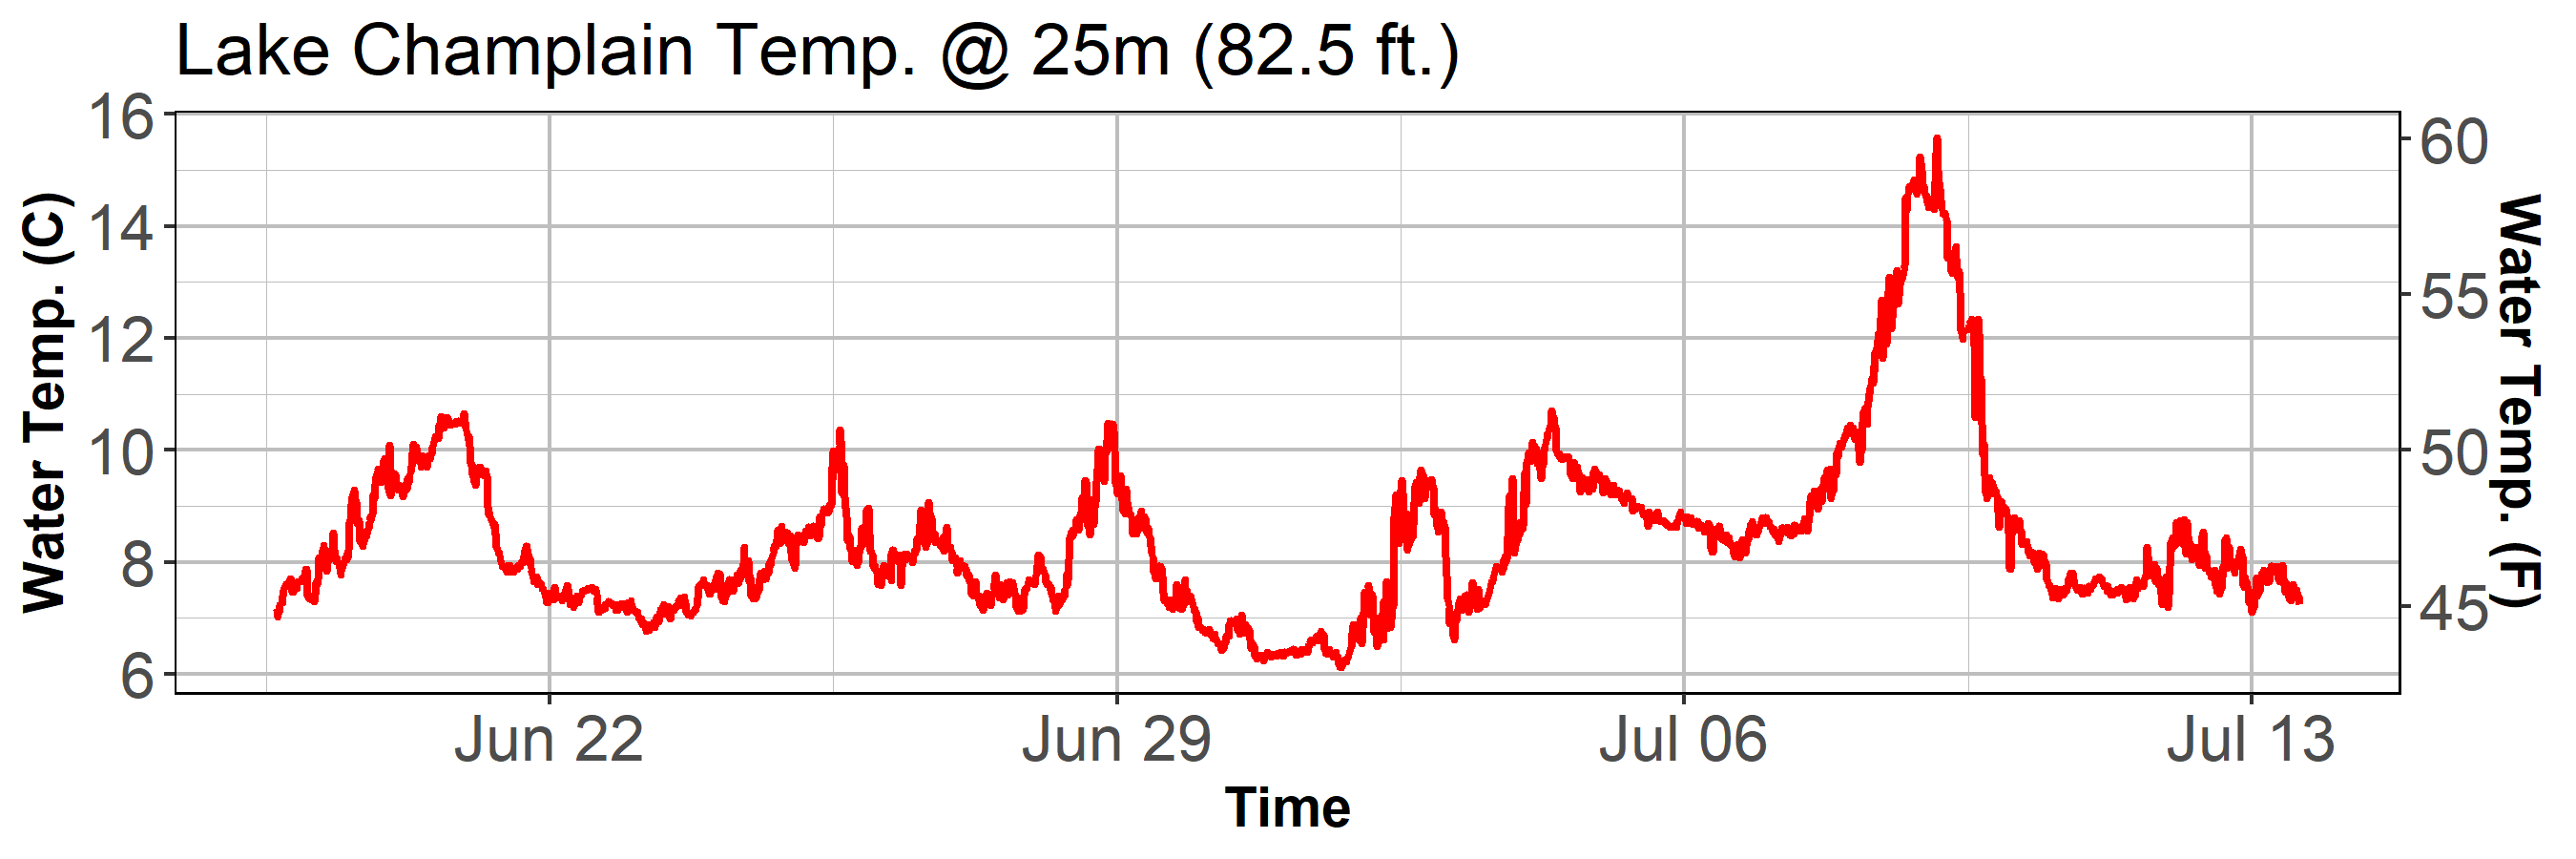 Lake Champlain Temp. @ 25m (82.5 ft.)
Water Temp. (C)
16
14
12
10
8
6
60
55
50
45
Water Temp. (F)
Jun 22
Jun 29
Jul 06
Jul 13
Time